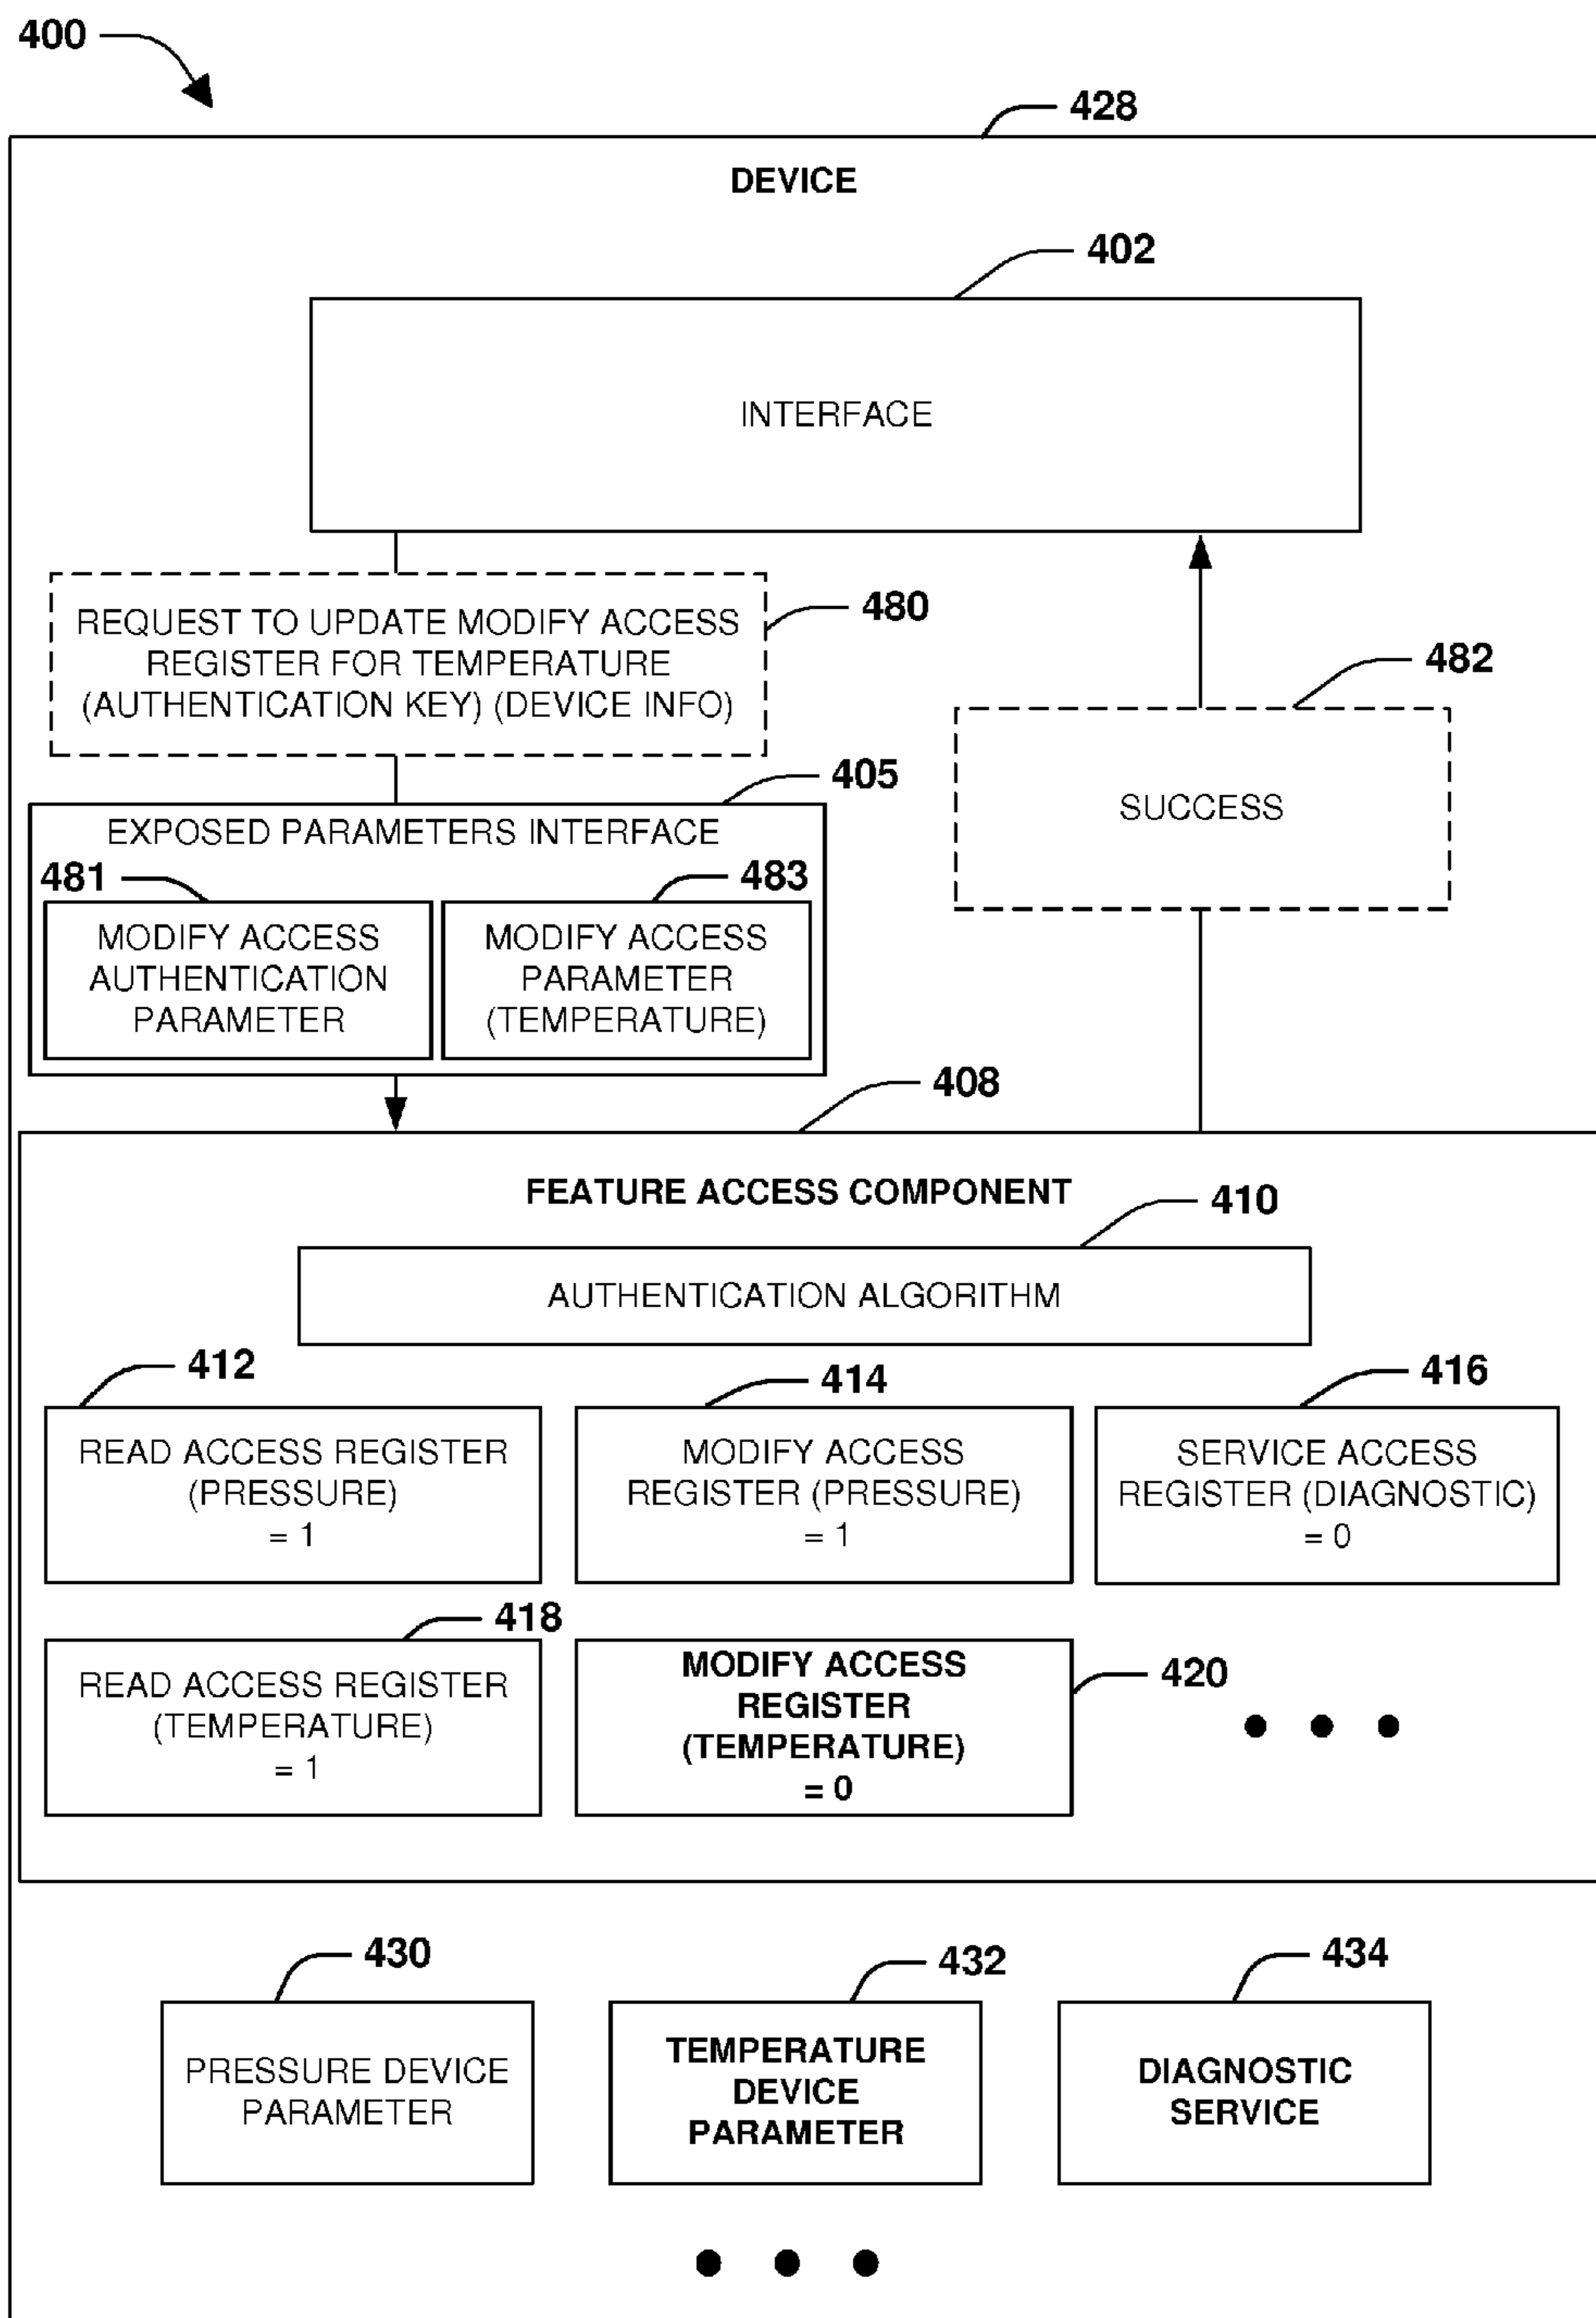 400
428
DEVICE
402
INTERFACE
REQUEST TO UPDATE MODIFY ACCESS
REGISTER FOR TEMPERATURE
(AUTHENTICATION KEY) (DEVICE INFO)
480
482
SUCCESS
405
EXPOSED PARAMETERS INTERFACE
481
483
MODIFY ACCESS
AUTHENTICATION
PARAMETER
MODIFY ACCESS
PARAMETER
(TEMPERATURE)
408
FEATURE ACCESS COMPONENT
410
AUTHENTICATION ALGORITHM
412
414
416
READ ACCESS REGISTER
(PRESSURE)
= 1
MODIFY ACCESS
REGISTER (PRESSURE)
= 1
SERVICE ACCESS
REGISTER (DIAGNOSTIC)
= 0
418
READ ACCESS REGISTER
(TEMPERATURE)
= 1
MODIFY ACCESS
REGISTER
(TEMPERATURE)
= 0
420
430
432
434
PRESSURE DEVICE
PARAMETER
TEMPERATURE
DEVICE
PARAMETER
DIAGNOSTIC
SERVICE